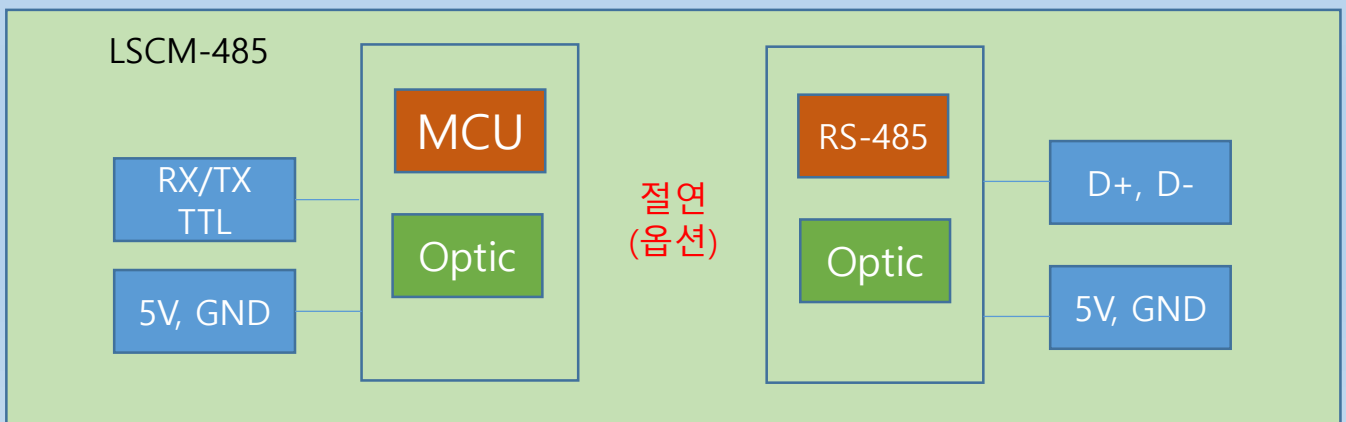 LSCM-485
MCU
RX/TX
TTL
Optic
5V, GND
절연
(옵션)
RS-485
D+, D-
Optic
5V, GND